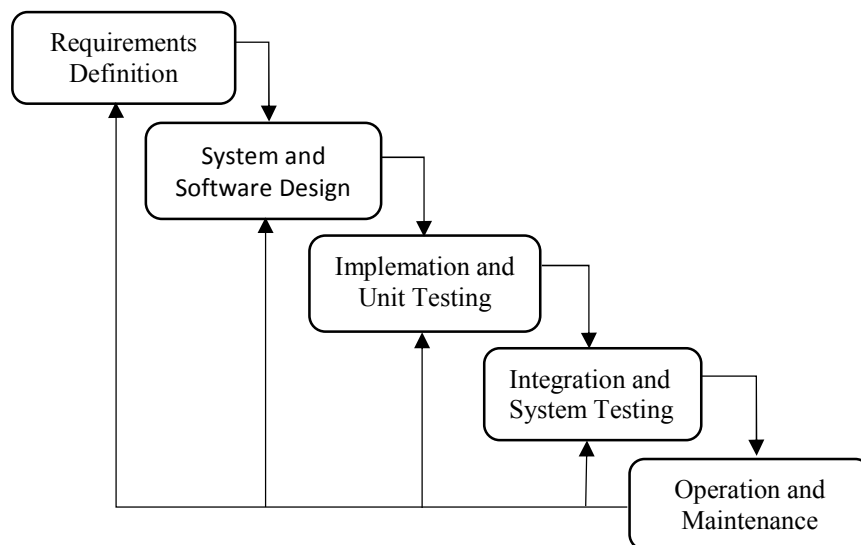 Requirements
Definition
System and
Software Design
Implemation and
Unit Testing
Integration and
System Testing
Operation and
Maintenance